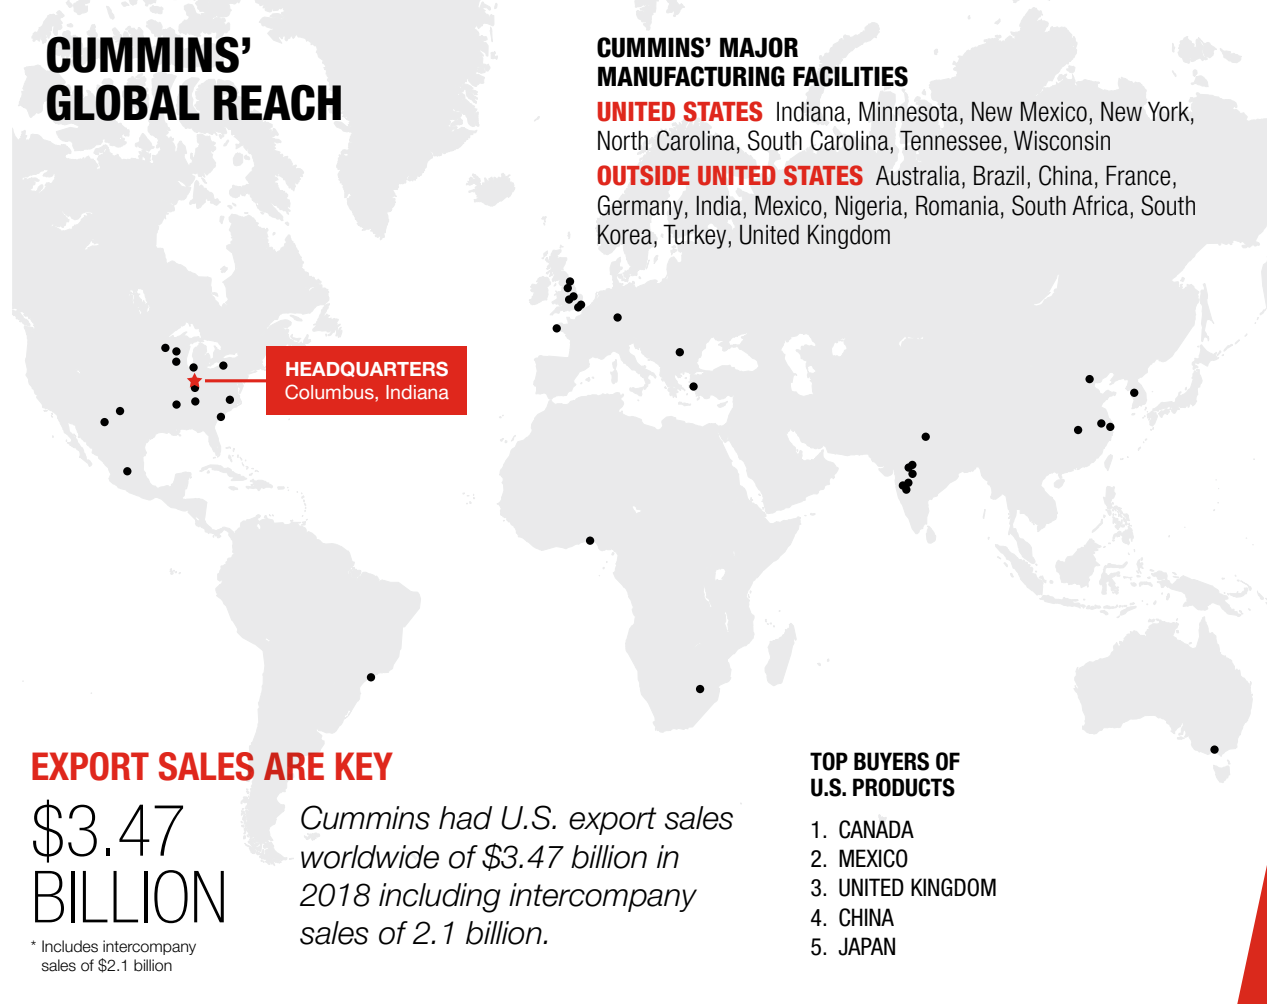 CUMMINS’
GLOBAL REACH
CUMMINS’ MAJOR
MANUFACTURING FACILITIES
UNITED STATES Indiana, Minnesota, New Mexico, New York,
North Carolina, South Carolina, Tennessee, Wisconsin
OUTSIDE UNITED STATES Australia, Brazil, China, France,
Germany, India, Mexico, Nigeria, Romania, South Africa, South
Korea, Turkey, United Kingdom
HEADQUARTERS
Columbus, Indiana
EXPORT SALES ARE KEY
$3.47
BILLION
* Includes intercompany
sales of $2.1 billion
Cummins had U.S. export sales
worldwide of $3.47 billion in
2018 including intercompany
sales of 2.1 billion.
TOP BUYERS OF
U.S. PRODUCTS
1. CANADA
2. MEXICO
3. UNITED KINGDOM
4. CHINA
5. JAPAN